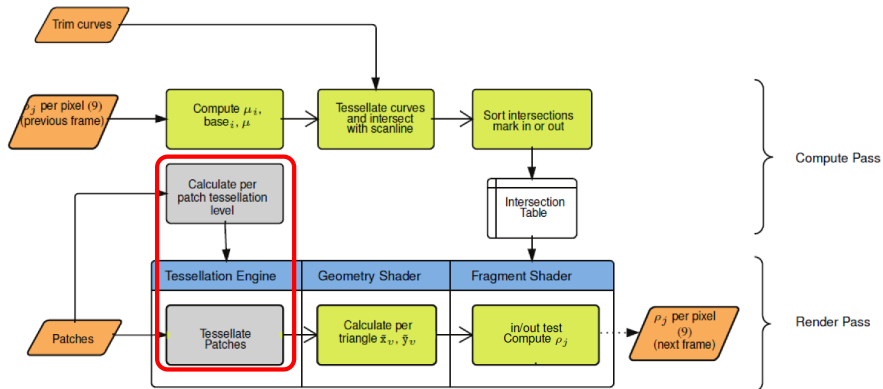 Trim curves
ρj per pixel (9)
(previous frame)
Compute μi,
basei, μ
Tessellate curves
and intersect
with scanline
Sort intersections
mark in or out
Compute Pass
Calculate per
patch tessellation
level
Intersection
Table
Tessellation Engine
Geometry Shader
Fragment Shader
Patches
Tessellate
Patches
Calculate per
triangle x̄v, ȳv
in/out test
Compute ρj
ρj per pixel
(9)
(next frame)
Render Pass